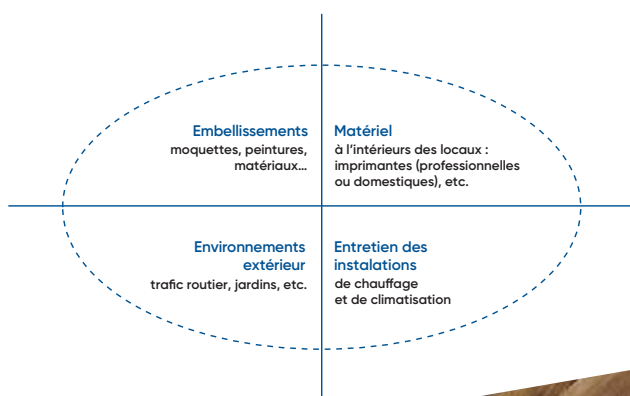 Embellissements
moquettes, peintures,
matériaux...
Matériel
à l'intérieurs des locaux :
imprimantes (professionnelles
ou domestiques), etc.
Environnements
extérieur
trafic routier, jardins, etc.
Entretien des
instalations
de chauffage
et de climatisation